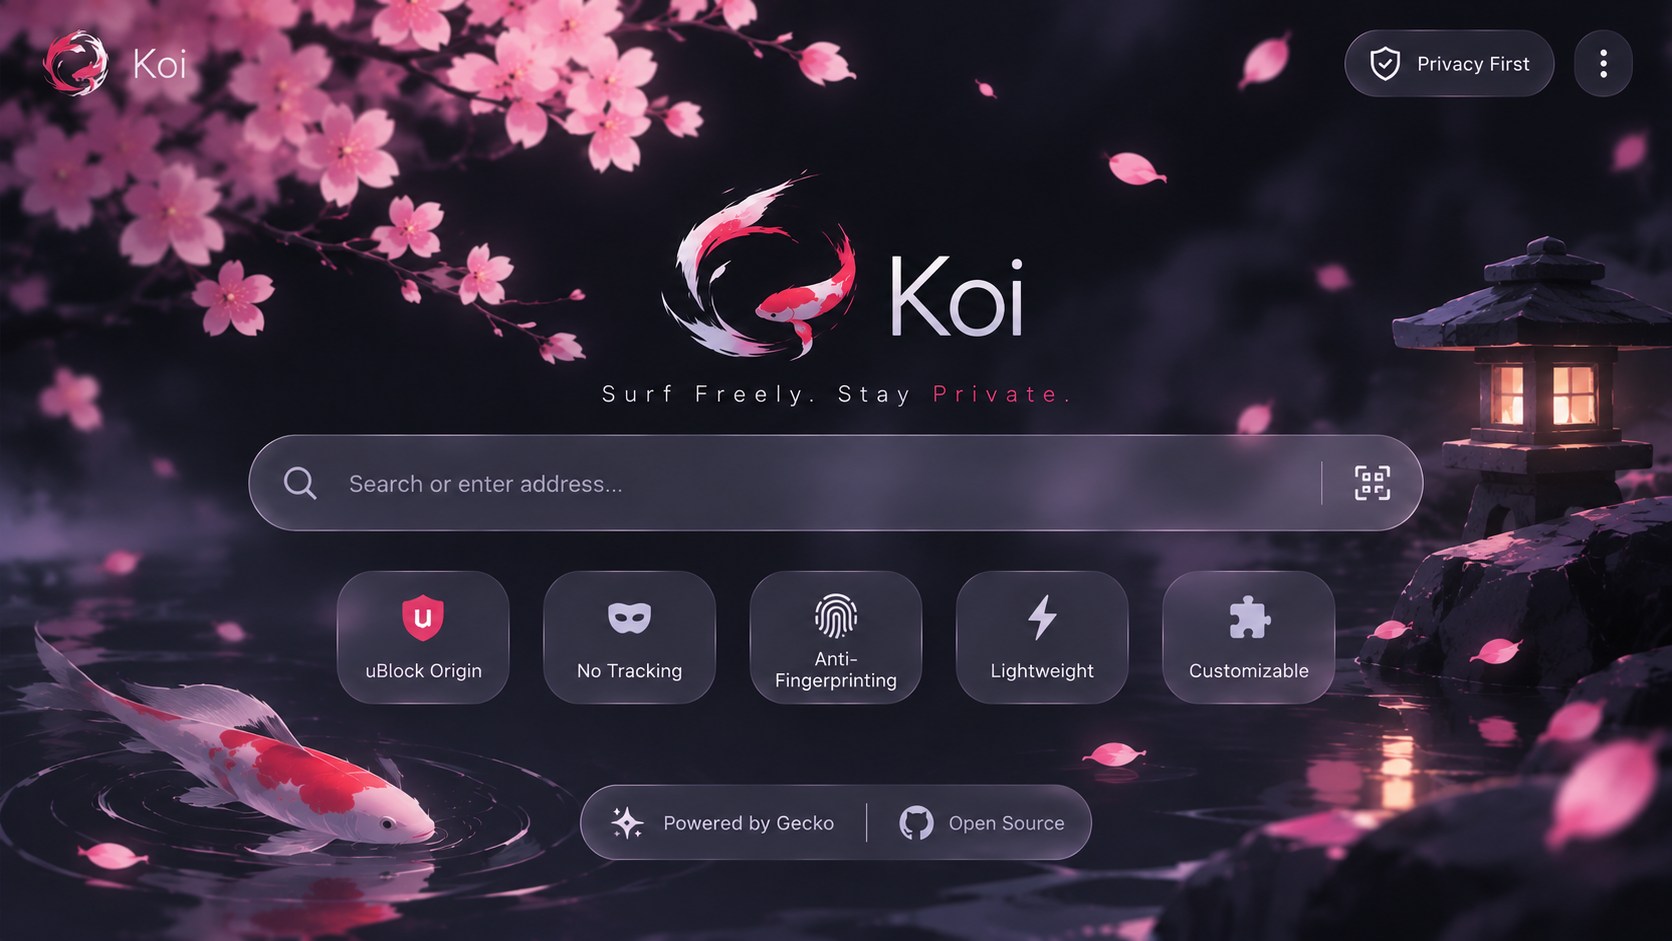 Koi
Privacy First
Koi
Surf Freely. Stay Private.
Search or enter address...
uBlock Origin
No Tracking
Anti-
Fingerprinting
Lightweight
Customizable
Powered by Gecko
Open Source